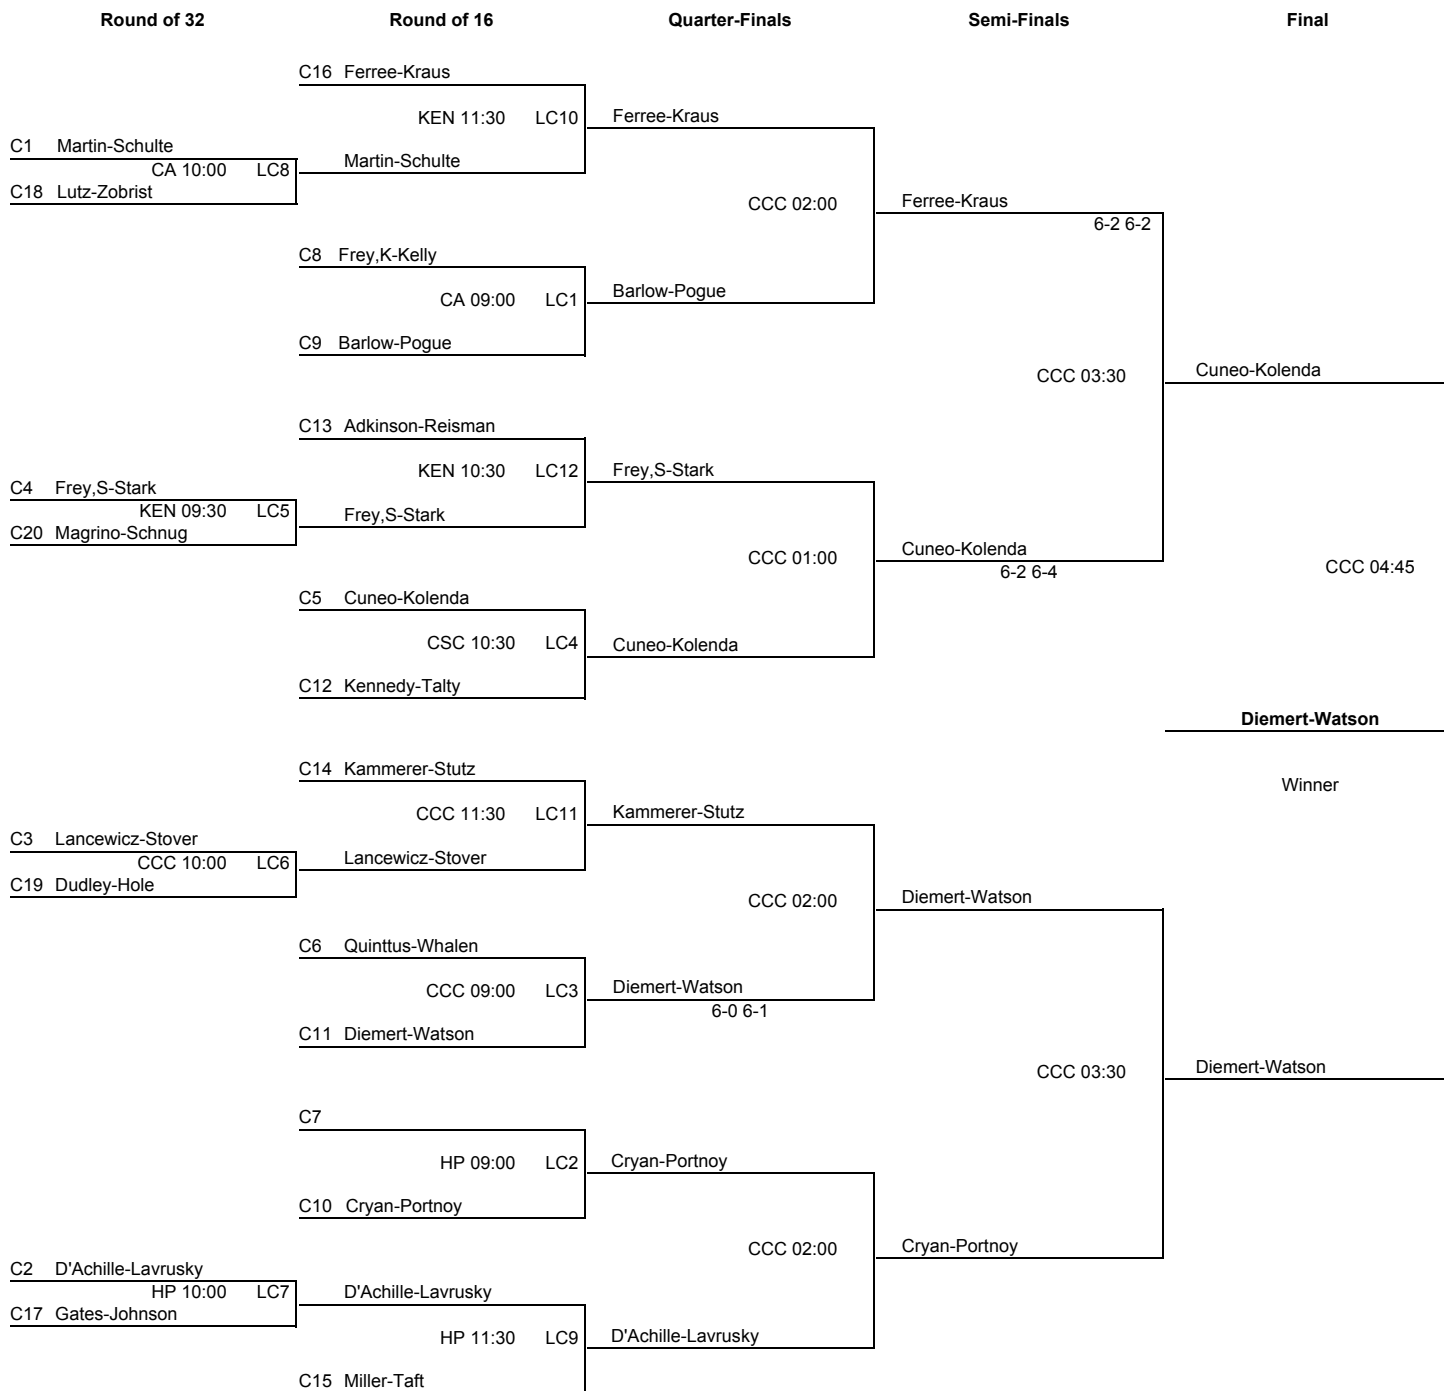 Round of 32 Round of 16 Quarter-Finals Semi-Finals Final
C16 Ferree-Kraus
KEN 11:30 LC10 Ferree-Kraus
C1 Martin-Schulte
CA 10:00 LC8 Martin-Schulte
C18 Lutz-Zobrist
CCC 02:00 Ferree-Kraus
6-2 6-2
C8 Frey,K-Kelly
CA 09:00 LC1 Barlow-Pogue
C9 Barlow-Pogue
CCC 03:30 Cuneo-Kolenda
C13 Adkinson-Reisman
KEN 10:30 LC12 Frey,S-Stark
C4 Frey,S-Stark
KEN 09:30 LC5 Frey,S-Stark
C20 Magrino-Schnug
CCC 01:00 Cuneo-Kolenda
6-2 6-4 CCC 04:45
C5 Cuneo-Kolenda
CSC 10:30 LC4 Cuneo-Kolenda
C12 Kennedy-Talty
Diemert-Watson
C14 Kammerer-Stutz
Winner
CCC 11:30 LC11 Kammerer-Stutz
C3 Lancewicz-Stover
CCC 10:00 LC6 Lancewicz-Stover
C19 Dudley-Hole
CCC 02:00 Diemert-Watson
C6 Quinttus-Whalen
CCC 09:00 LC3 Diemert-Watson
6-0 6-1
C11 Diemert-Watson
CCC 03:30 Diemert-Watson
C7
HP 09:00 LC2 Cryan-Portnoy
C10 Cryan-Portnoy
CCC 02:00 Cryan-Portnoy
C2 D'Achille-Lavrusky
HP 10:00 LC7 D'Achille-Lavrusky
C17 Gates-Johnson
HP 11:30 LC9 D'Achille-Lavrusky
C15 Miller-Taft